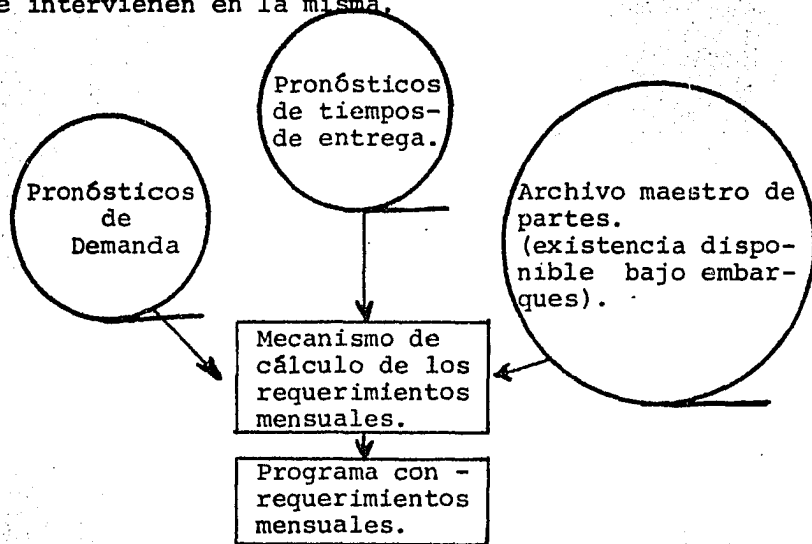 e intervienen en la misma.
Pronósticos
de tiempos-
de entrega.
Pronósticos
de
Demanda
Archivo maestro de
partes.
(existencia dispo-
nible bajo embar-
ques).
Mecanismo de
cálculo de los
requerimientos
mensuales.
Programa con -
requerimientos
mensuales.